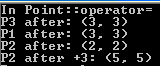 In Point::operator=
P3 after: (3, 3)
P1 after: (3, 3)
P2 after: (2, 2)
P2 after +3: (5, 5)